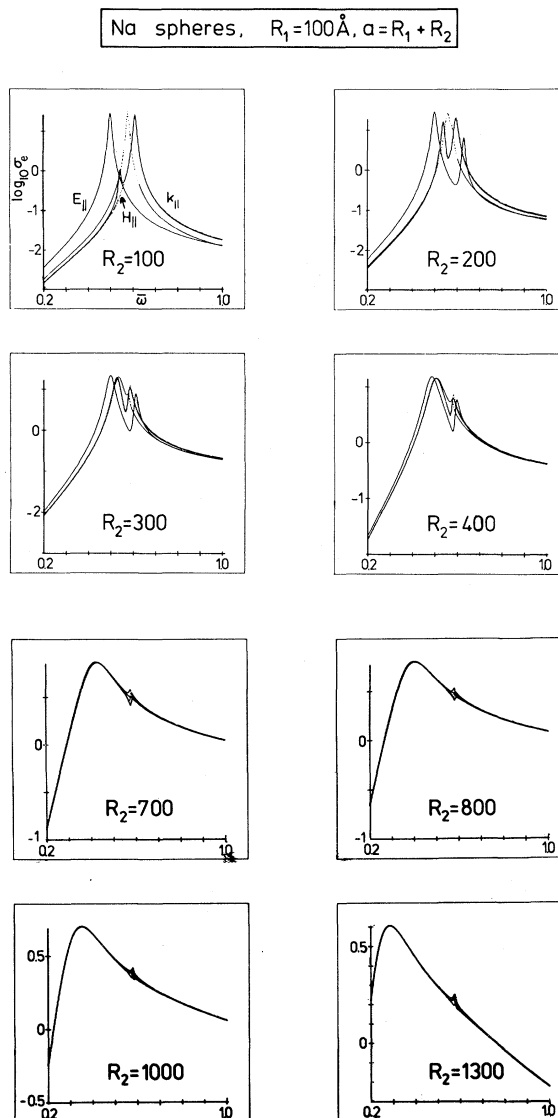 Na spheres, R₁=100Å, a=R₁+R₂
log₁₀σₑ
0
-1
-2
E||
H||
k||
R₂=100
0.2
ω̄
1.0
0
-1
-2
R₂=200
0.2
1.0
0
-2
R₂=300
0.2
1.0
0
-1
R₂=400
0.2
1.0
0
-1
R₂=700
0.2
1.0
0
-1
R₂=800
0.2
1.0
0.5
0
-0.5
R₂=1000
0.2
1.0
0.5
0
R₂=1300
0.2
1.0